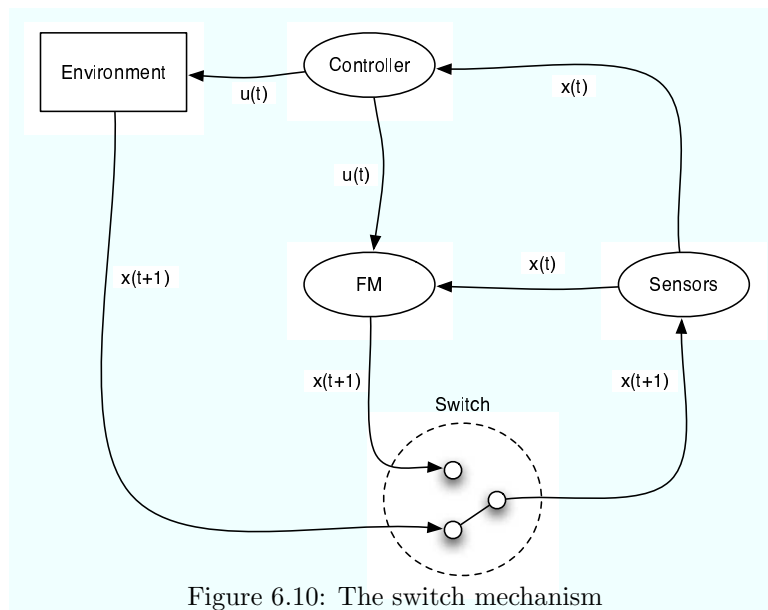 Environment
Controller
u(t)
x(t)
u(t)
x(t+1)
FM
x(t)
Sensors
x(t+1)
x(t+1)
Switch
Figure 6.10: The switch mechanism